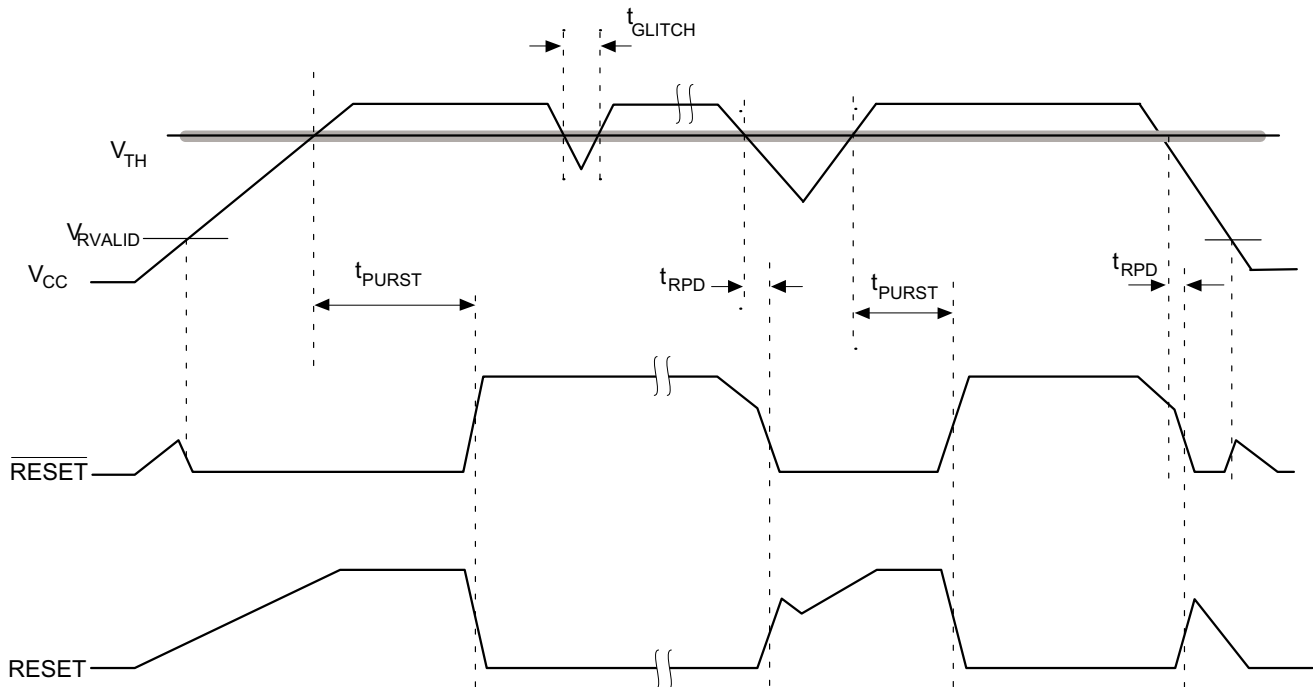 tGLITCH
VTH
VRVALID
VCC
tPURST
tRPD
tPURST
tRPD
RESET
RESET